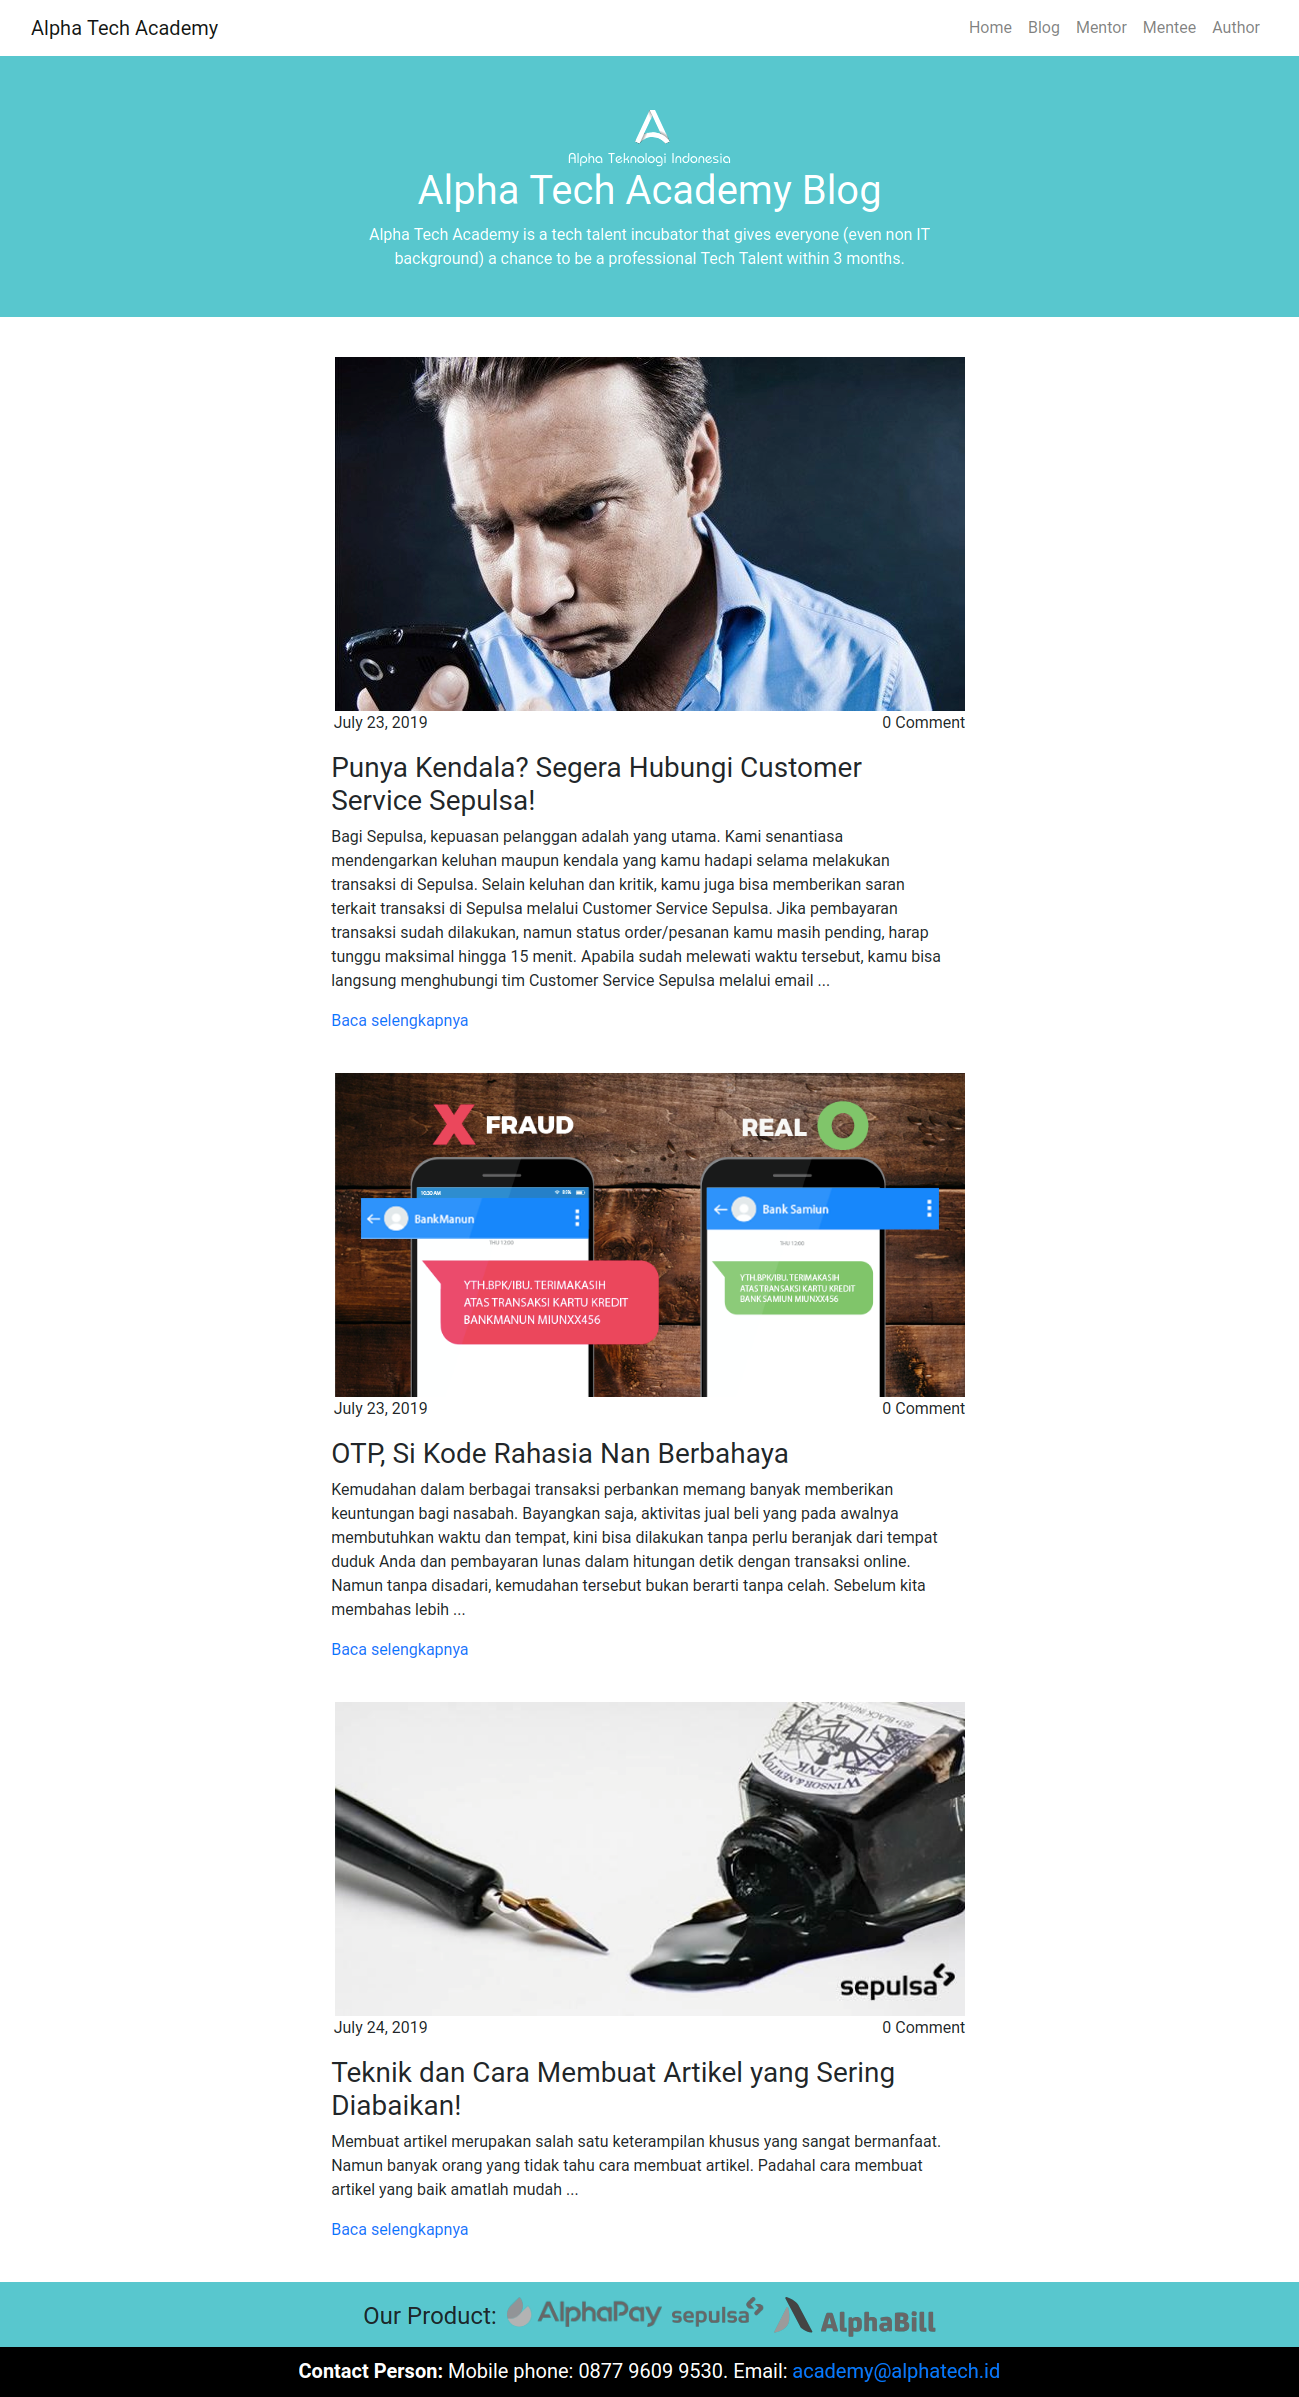 Alpha Tech Academy
Home Blog Mentor Mentee Author
Alpha Teknologi Indonesia
Alpha Tech Academy Blog
Alpha Tech Academy is a tech talent incubator that gives everyone (even non IT
background) a chance to be a professional Tech Talent within 3 months.
July 23, 2019 0 Comment
Punya Kendala? Segera Hubungi Customer
Service Sepulsa!
Bagi Sepulsa, kepuasan pelanggan adalah yang utama. Kami senantiasa
mendengarkan keluhan maupun kendala yang kamu hadapi selama melakukan
transaksi di Sepulsa. Selain keluhan dan kritik, kamu juga bisa memberikan saran
terkait transaksi di Sepulsa melalui Customer Service Sepulsa. Jika pembayaran
transaksi sudah dilakukan, namun status order/pesanan kamu masih pending, harap
tunggu maksimal hingga 15 menit. Apabila sudah melewati waktu tersebut, kamu bisa
langsung menghubungi tim Customer Service Sepulsa melalui email ...
Baca selengkapnya
X FRAUD
10:20 AM
BankManun
THU 12:00
YTH.BPK/IBU. TERIMAKASIH
ATAS TRANSAKSI KARTU KREDIT
BANKMANUN MIUNXX456
REAL O
Bank Samiun
THU 12:00
YTH.BPK/IBU. TERIMAKASIH
ATAS TRANSAKSI KARTU KREDIT
BANK SAMIUN MIUNXX456
July 23, 2019 0 Comment
OTP, Si Kode Rahasia Nan Berbahaya
Kemudahan dalam berbagai transaksi perbankan memang banyak memberikan
keuntungan bagi nasabah. Bayangkan saja, aktivitas jual beli yang pada awalnya
membutuhkan waktu dan tempat, kini bisa dilakukan tanpa perlu beranjak dari tempat
duduk Anda dan pembayaran lunas dalam hitungan detik dengan transaksi online.
Namun tanpa disadari, kemudahan tersebut bukan berarti tanpa celah. Sebelum kita
membahas lebih ...
Baca selengkapnya
BLACK INDIAN
INK
WINSOR & NEWTON
sepulsa
July 24, 2019 0 Comment
Teknik dan Cara Membuat Artikel yang Sering
Diabaikan!
Membuat artikel merupakan salah satu keterampilan khusus yang sangat bermanfaat.
Namun banyak orang yang tidak tahu cara membuat artikel. Padahal cara membuat
artikel yang baik amatlah mudah ...
Baca selengkapnya
Our Product: AlphaPay sepulsa AlphaBill
Contact Person: Mobile phone: 0877 9609 9530. Email: academy@alphatech.id